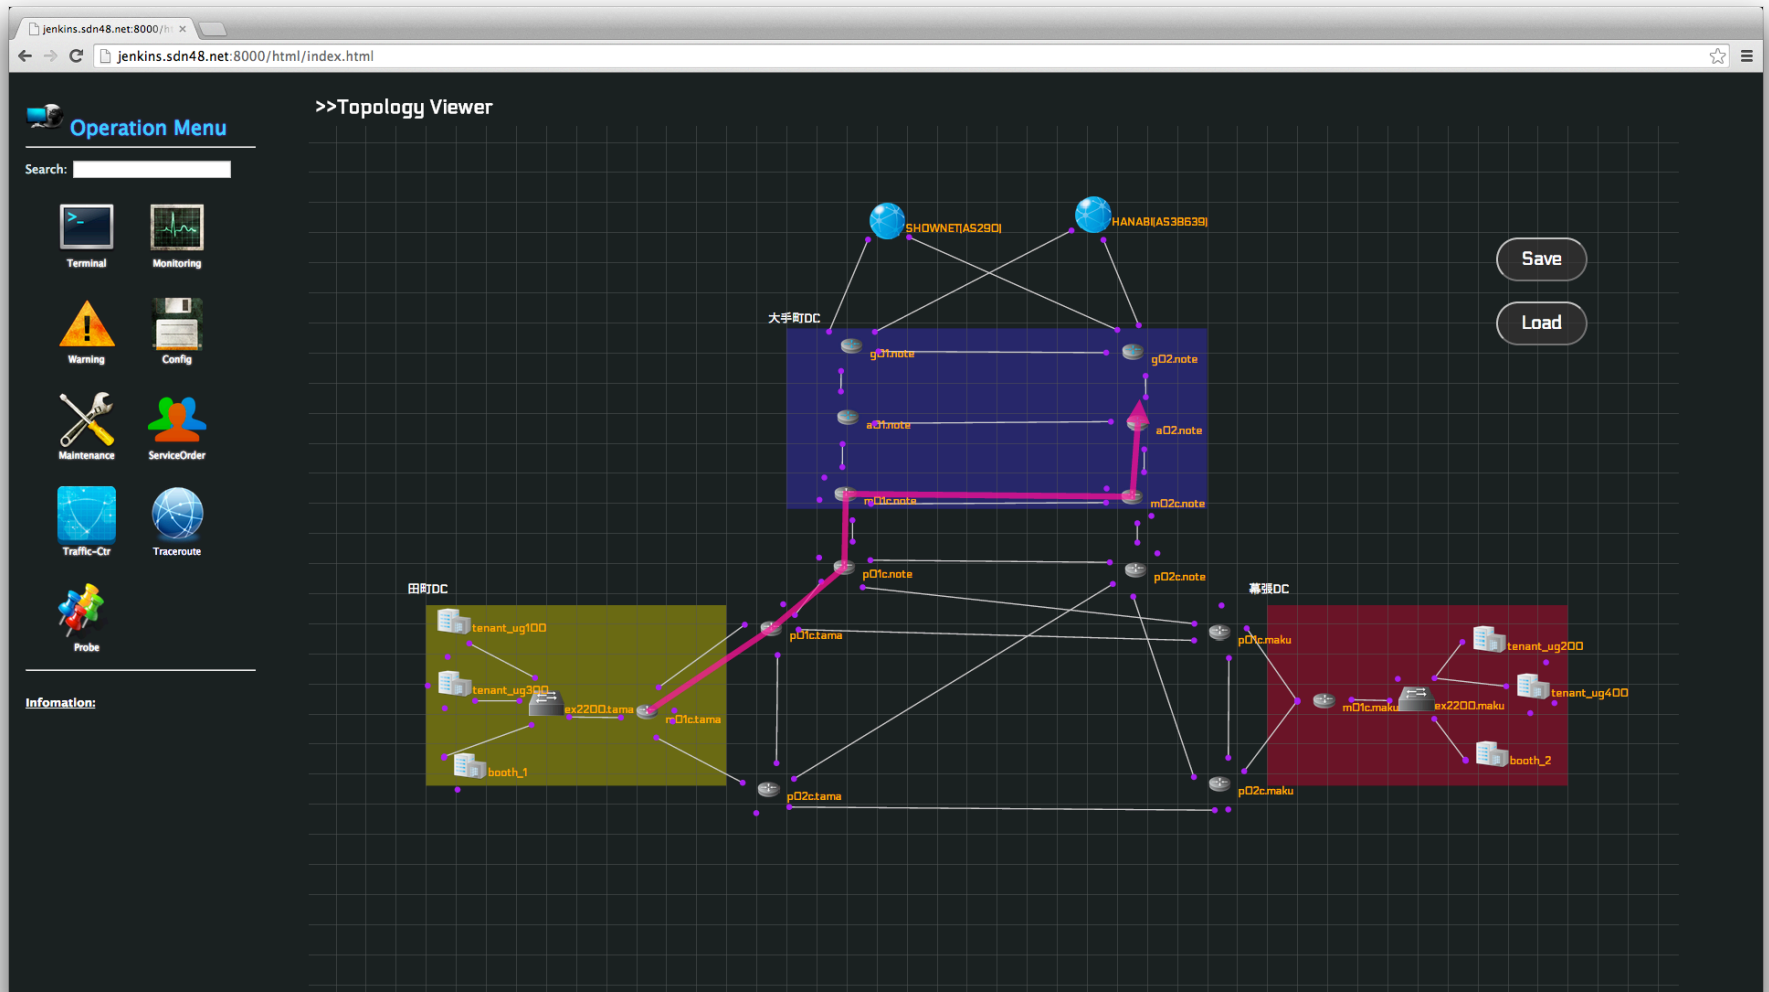 jenkins.sdn48.net:8000/ht
jenkins.sdn48.net:8000/html/index.html
Operation Menu
Search:
Terminal
Monitoring
Warning
Config
Maintenance
ServiceOrder
Traffic-Ctr
Traceroute
Probe
Infomation:
>>Topology Viewer
SHOWNET(AS290)
HANABI(AS38639)
Save
Load
大手町DC
g01.note
g02.note
a01.note
a02.note
m01c.note
m02c.note
p01c.note
p02c.note
田町DC
幕張DC
tenant_ug100
p01c.tama
p01c.maku
tenant_ug200
tenant_ug300
tenant_ug400
ex2200.tama
m01c.tama
m01c.maku
ex2200.maku
booth_1
booth_2
p02c.tama
p02c.maku